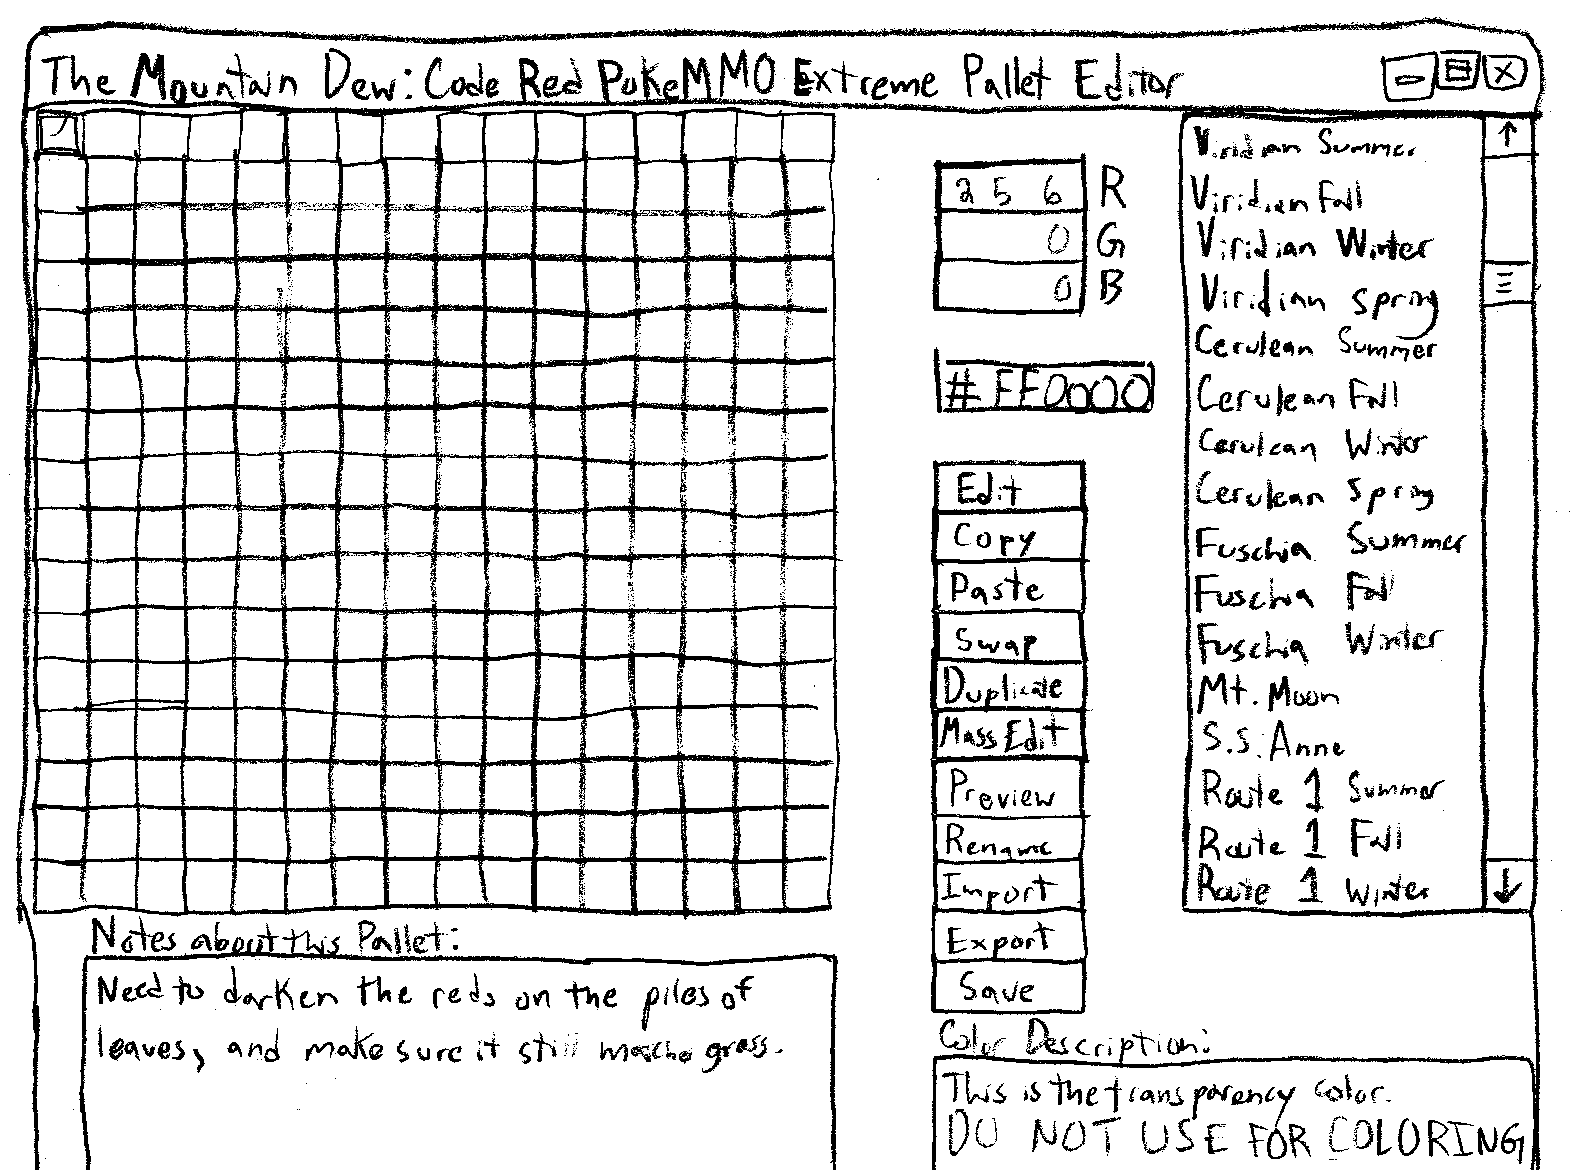 The Mountain Dew: Code Red PokeMMO Extreme Pallet Editor
256 R
0 G
0 B
#FF0000
Edit
Copy
Paste
Swap
Duplicate
Mass Edit
Preview
Rename
Import
Export
Save
Viridian Summer
Viridian Fall
Viridian Winter
Viridian Spring
Cerulean Summer
Cerulean Fall
Cerulean Winter
Cerulean Spring
Fuschia Summer
Fuschia Fall
Fuschia Winter
Mt. Moon
S.S. Anne
Route 1 Summer
Route 1 Fall
Route 1 Winter
Notes about this Pallet:
Need to darken the reds on the piles of
leaves, and make sure it still grass.
Color Description:
This is the transparency color.
DO NOT USE FOR COLORING